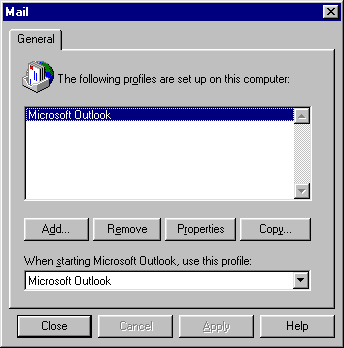 Mail
General
The following profiles are set up on this computer:
Microsoft Outlook
Add... Remove Properties Copy...
When starting Microsoft Outlook, use this profile:
Microsoft Outlook
Close Cancel Apply Help